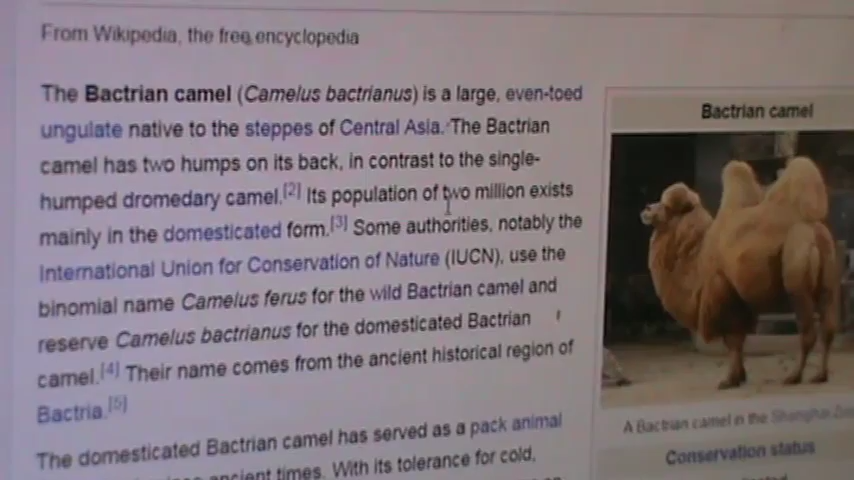 From Wikipedia, the free encyclopedia
The Bactrian camel (Camelus bactrianus) is a large, even-toed
ungulate native to the steppes of Central Asia. The Bactrian
camel has two humps on its back, in contrast to the single-
humped dromedary camel.[2] Its population of two million exists
mainly in the domesticated form.[3] Some authorities, notably the
International Union for Conservation of Nature (IUCN), use the
binomial name Camelus ferus for the wild Bactrian camel and
reserve Camelus bactrianus for the domesticated Bactrian
camel.[4] Their name comes from the ancient historical region of
Bactria.[5]
The domesticated Bactrian camel has served as a pack animal
ancient times. With its tolerance for cold,
Bactrian camel
A Bactrian camel in the Shanghai Zoo
Conservation status